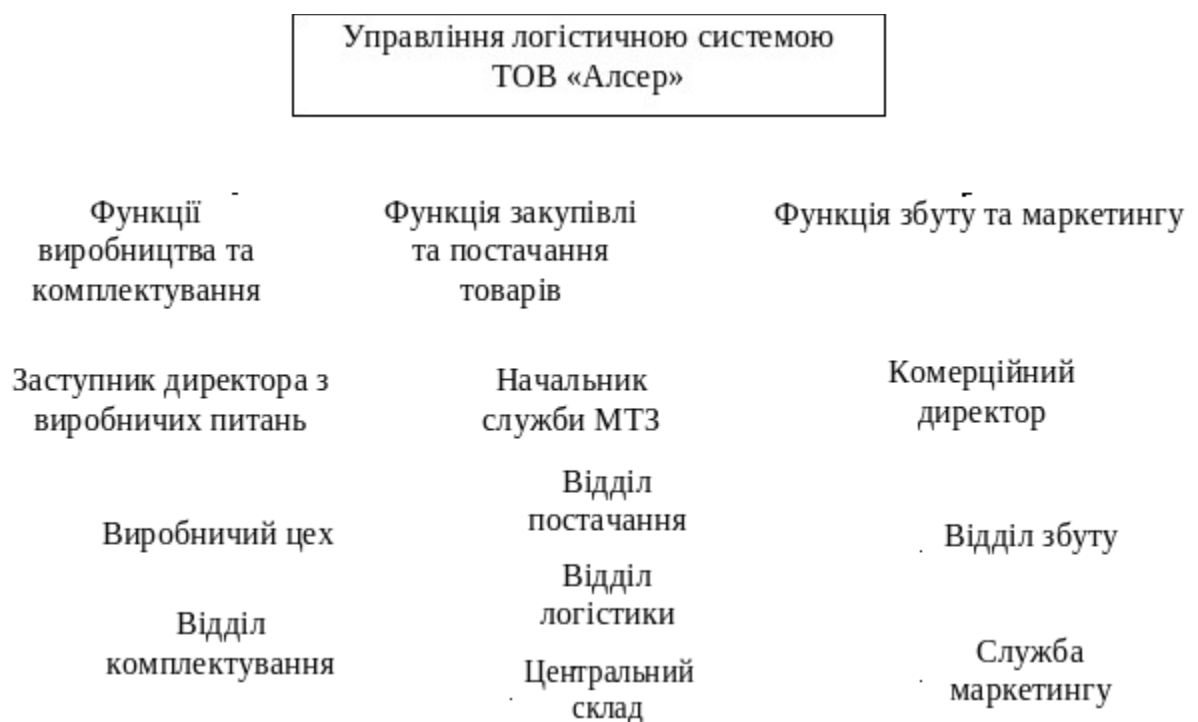 Управління логістичною системою
ТОВ «Алсер»
Функції
виробництва та
комплектування
Функція закупівлі
та постачання
товарів
Функція збуту та маркетингу
Заступник директора з
виробничих питань
Начальник
служби МТЗ
Комерційний
директор
Виробничий цех
Відділ
комплектування
Відділ
постачання
Відділ
логістики
Центральний
склад
Відділ збуту
Служба
маркетингу